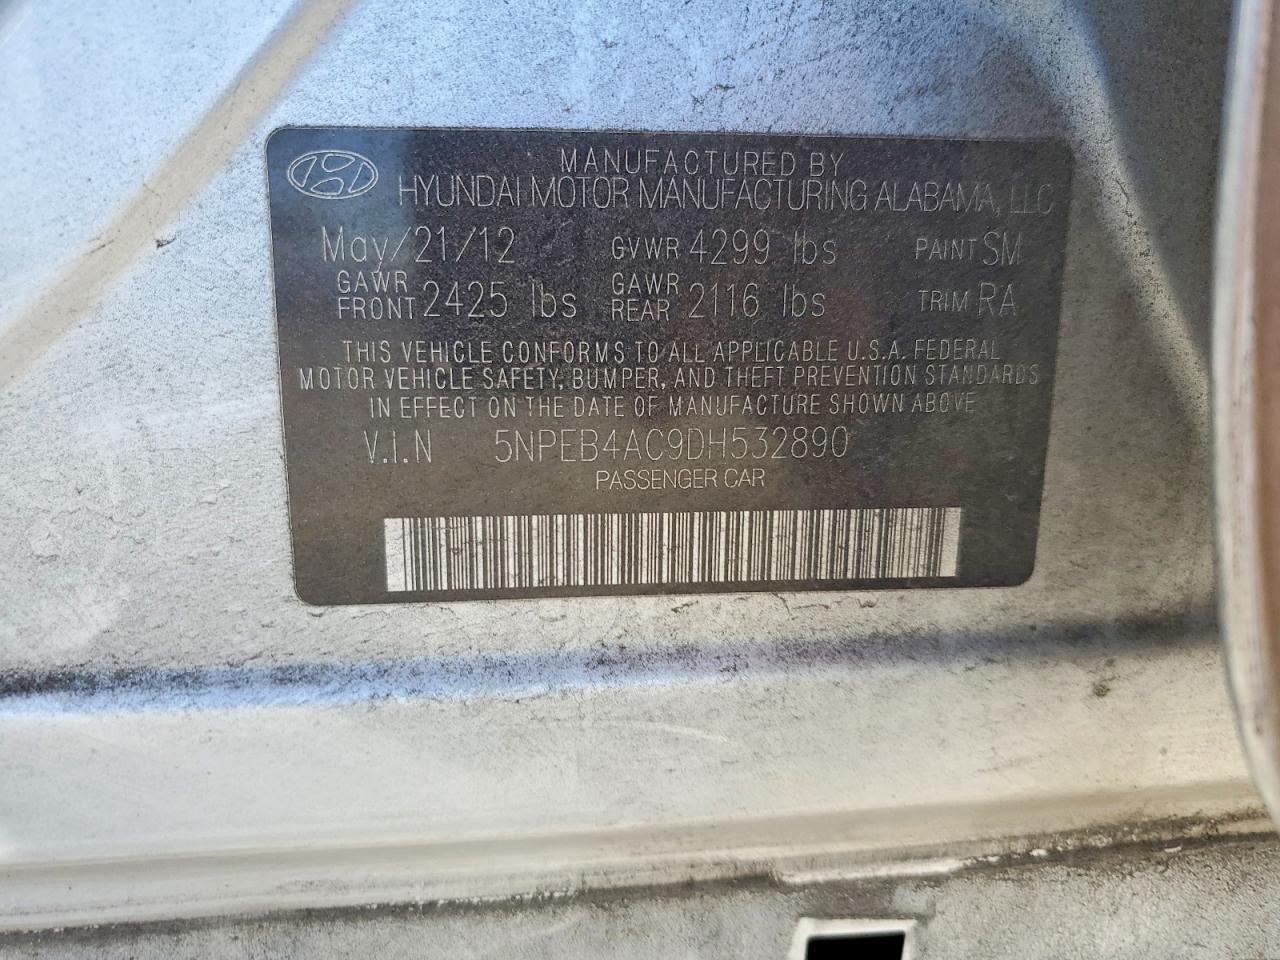 MANUFACTURED BY
HYUNDAI MOTOR MANUFACTURING ALABAMA, LLC
May/21/12 GVWR 4299 lbs PAINT SM
GAWR FRONT 2425 lbs GAWR REAR 2116 lbs TRIM RA
THIS VEHICLE CONFORMS TO ALL APPLICABLE U.S.A. FEDERAL
MOTOR VEHICLE SAFETY, BUMPER, AND THEFT PREVENTION STANDARDS
IN EFFECT ON THE DATE OF MANUFACTURE SHOWN ABOVE
V.I.N 5NPEB4AC9DH532890
PASSENGER CAR